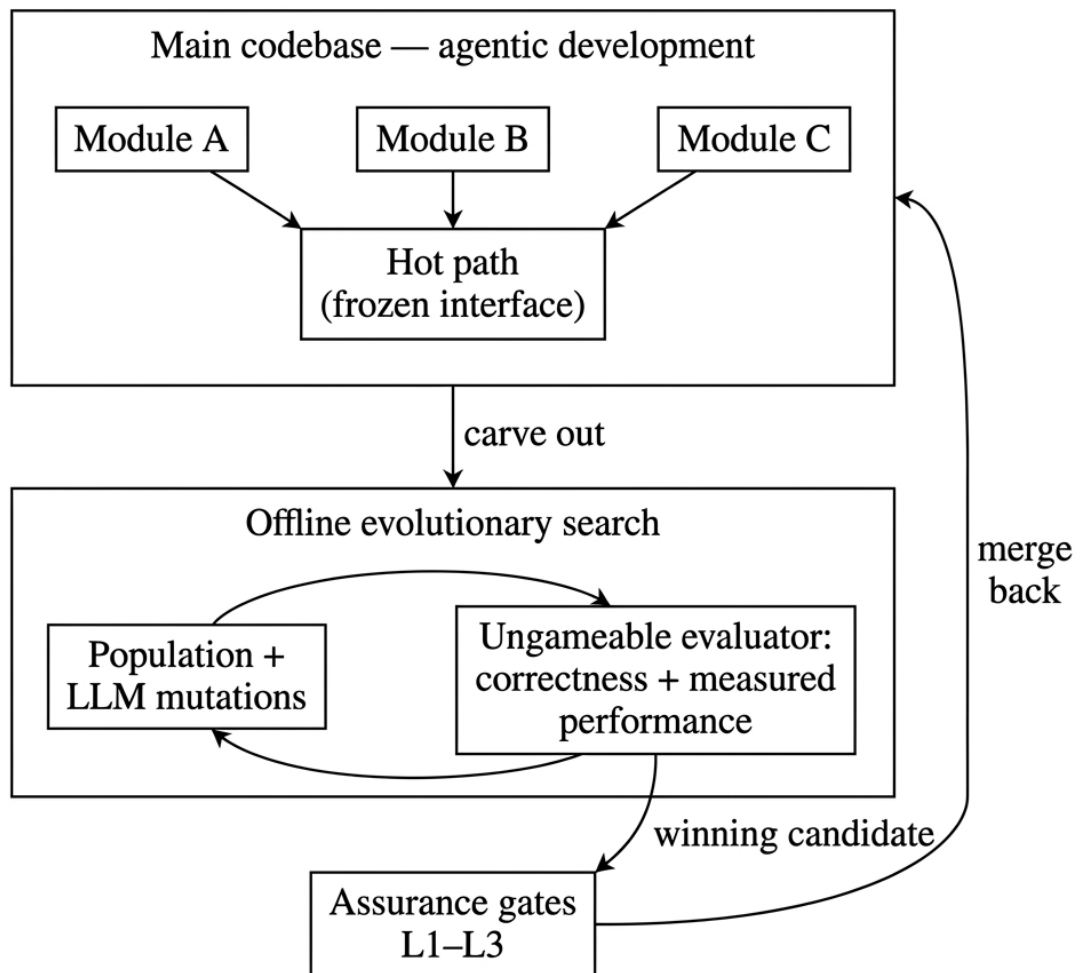 Main codebase — agentic development
Module A
Module B
Module C
Hot path
(frozen interface)
carve out
Offline evolutionary search
merge
back
Population +
LLM mutations
Ungameable evaluator:
correctness + measured
performance
winning candidate
Assurance gates
L1–L3